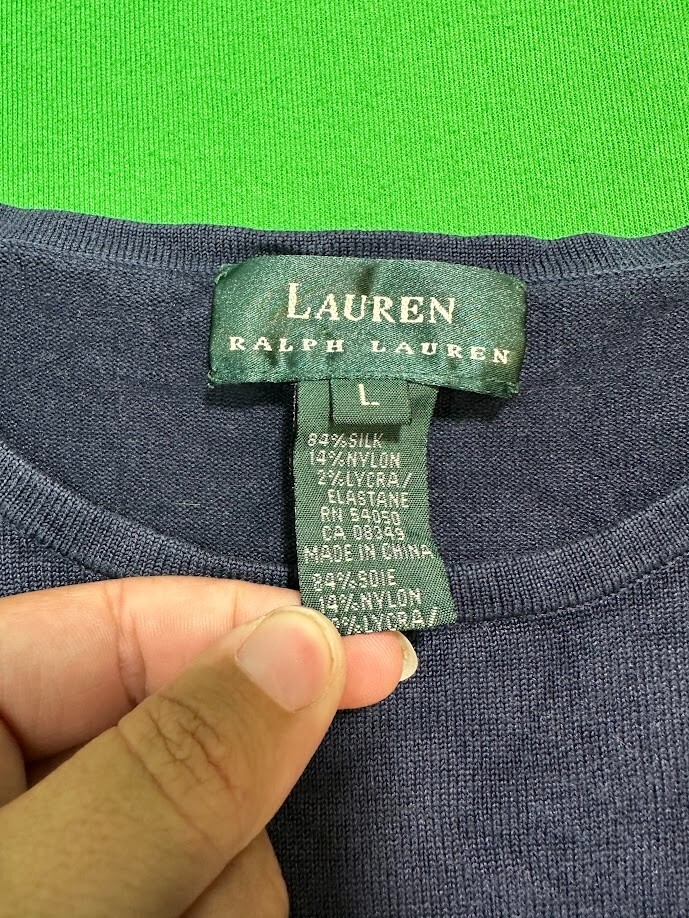 LAUREN
RALPH LAUREN
L
84%SILK
14%NYLON
2%LYCRA/
ELASTANE
RN 54050
CA 08349
MADE IN CHINA
84%SOIE
14%NYLON
%LYCRA/